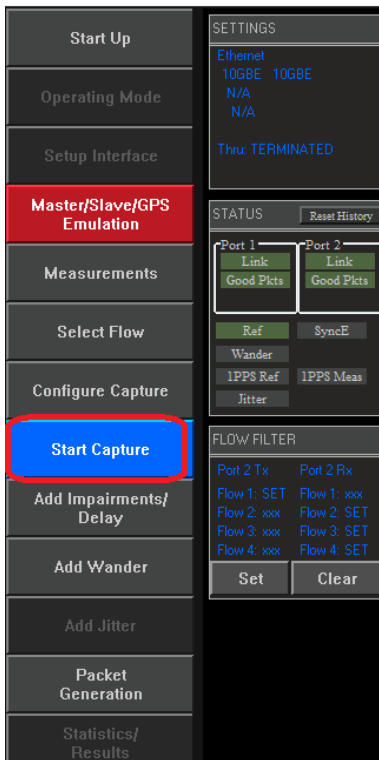 Start Up
Operating Mode
Setup Interface
Master/Slave/GPS
Emulation
Measurements
Select Flow
Configure Capture
Start Capture
Add Impairments/
Delay
Add Wander
Add Jitter
Packet
Generation
Statistics/
Results
SETTINGS
Ethernet
10GBE 10GBE
N/A
N/A
Thru: TERMINATED
STATUS Reset History
Port 1 Port 2
Link Link
Good Pkts Good Pkts
Ref SyncE
Wander
1PPS Ref 1PPS Meas
Jitter
FLOW FILTER
Port 2 Tx Port 2 Rx
Flow 1: SET Flow 1: xxx
Flow 2: xxx Flow 2: SET
Flow 3: xxx Flow 3: SET
Flow 4: xxx Flow 4: SET
Set Clear